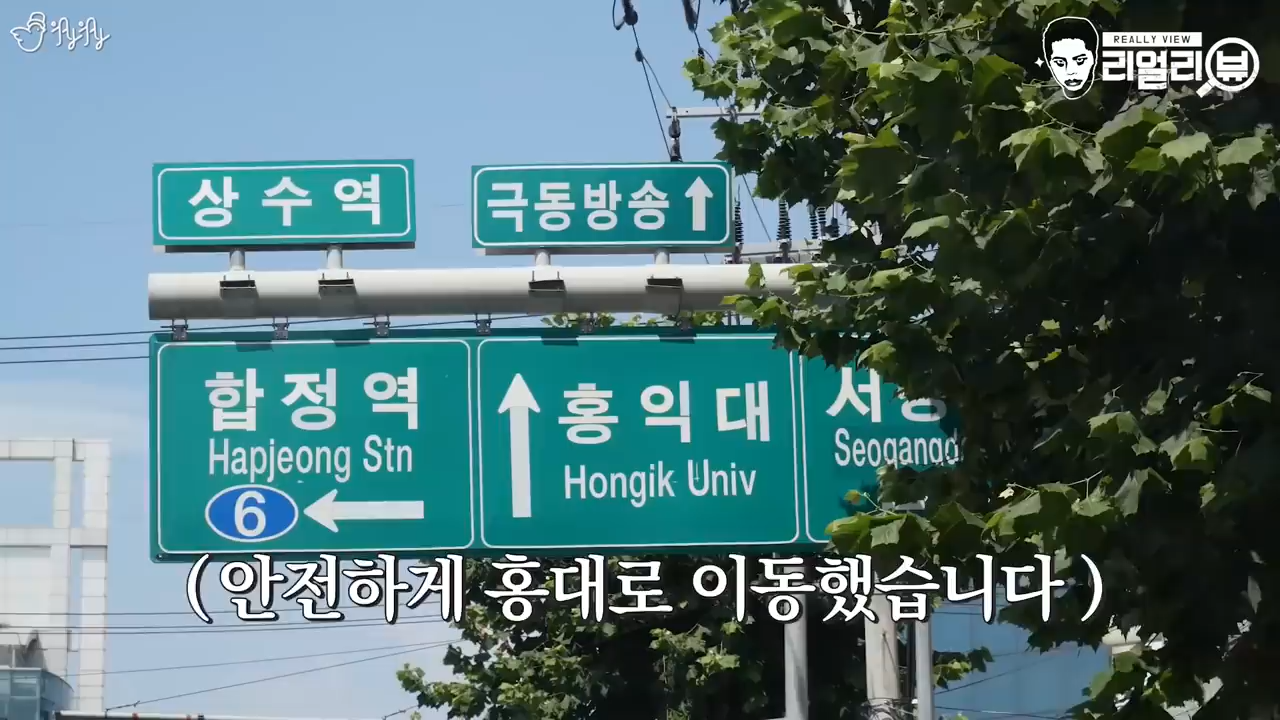 REALLY VIEW
리얼리뷰
상수역
극동방송
합정역
Hapjeong Stn
6
홍익대
Hongik Univ
(안전하게 홍대로 이동했습니다)